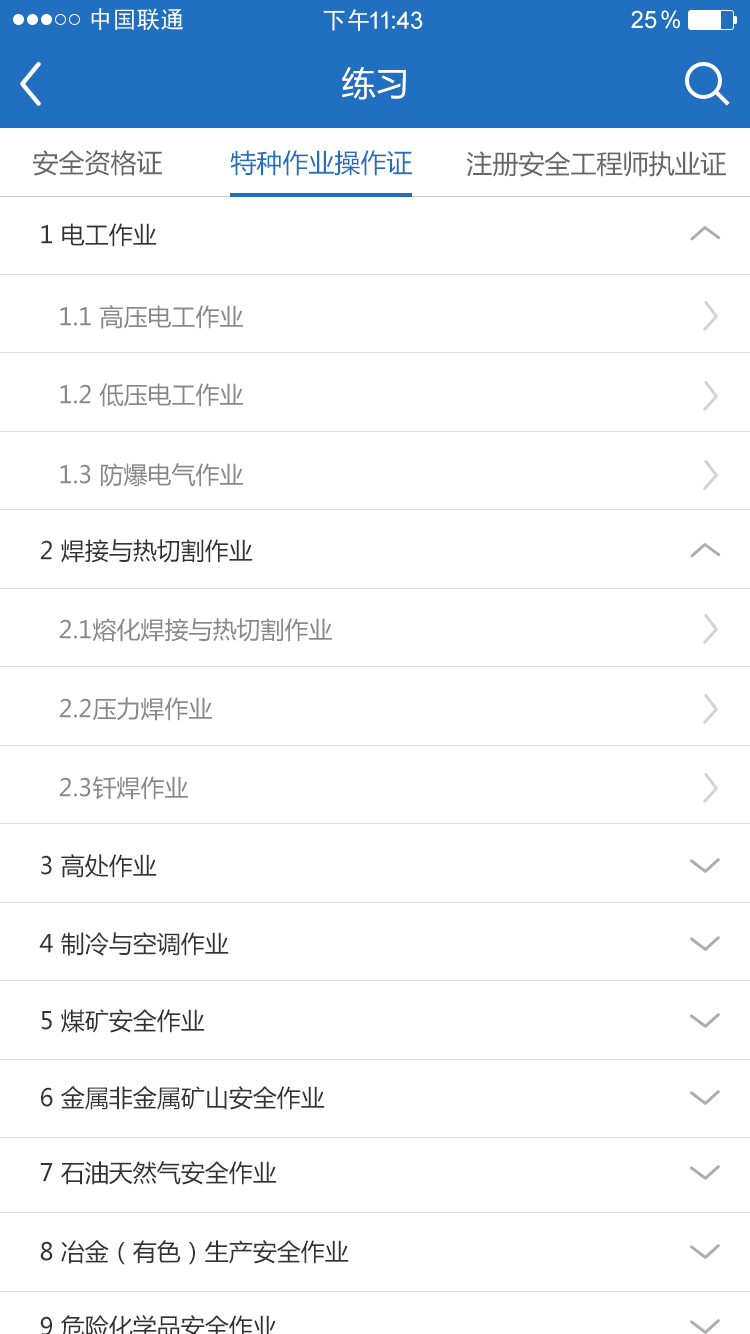 中国联通 下午11:43 25%
练习
安全资格证 特种作业操作证 注册安全工程师执业证
1 电工作业
1.1 高压电工作业
1.2 低压电工作业
1.3 防爆电气作业
2 焊接与热切割作业
2.1熔化焊接与热切割作业
2.2压力焊作业
2.3钎焊作业
3 高处作业
4 制冷与空调作业
5 煤矿安全作业
6 金属非金属矿山安全作业
7 石油天然气安全作业
8 冶金（有色）生产安全作业
9 危险化学品安全作业